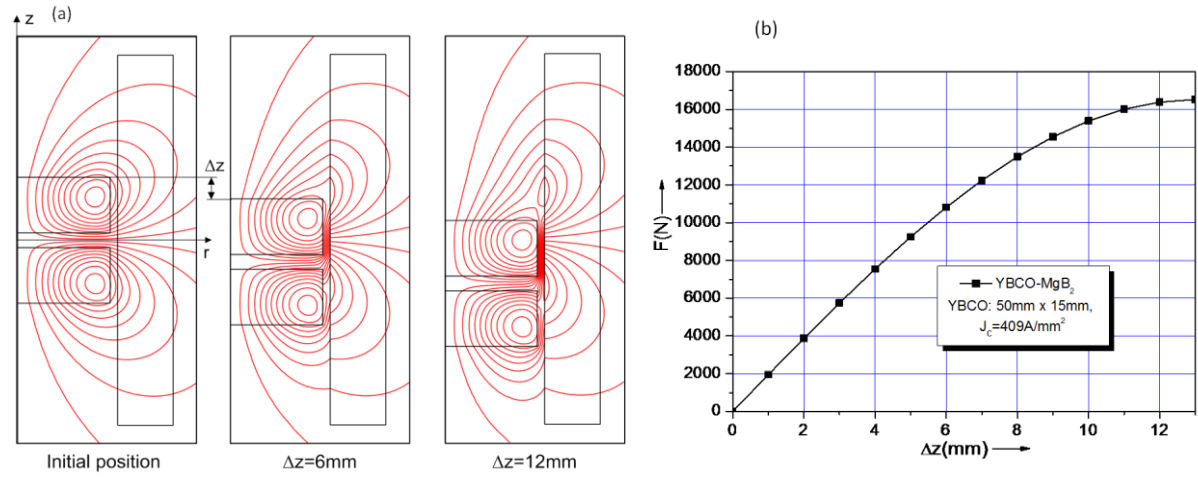 (a)
z
Δz
r
Initial position
Δz=6mm
Δz=12mm
(b)
18000
16000
14000
12000
10000
8000
6000
4000
2000
0
F(N)
YBCO-MgB₂
YBCO: 50mm x 15mm,
J_c=409A/mm²
0 2 4 6 8 10 12
Δz(mm)